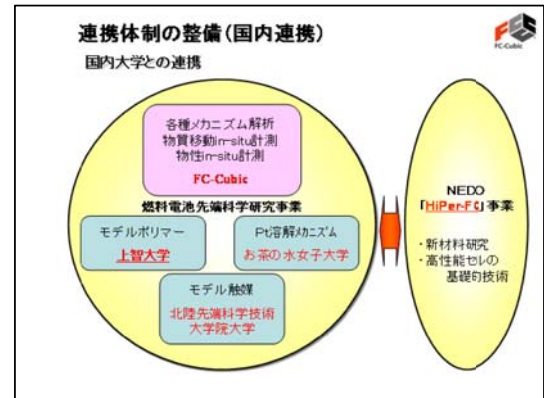 連携体制の整備(国内連携)
FC-Cubic
国内大学との連携
各種メカニズム解析
物質移動in-situ計測
物性in-situ計測
FC-Cubic
燃料電池先端科学研究事業
モデルポリマー
上智大学
Pt溶解メカニズム
お茶の水女子大学
モデル触媒
北陸先端科学技術
大学院大学
NEDO
「HiPer-FC」事業
・新材料研究
・高性能セルの
基礎的技術